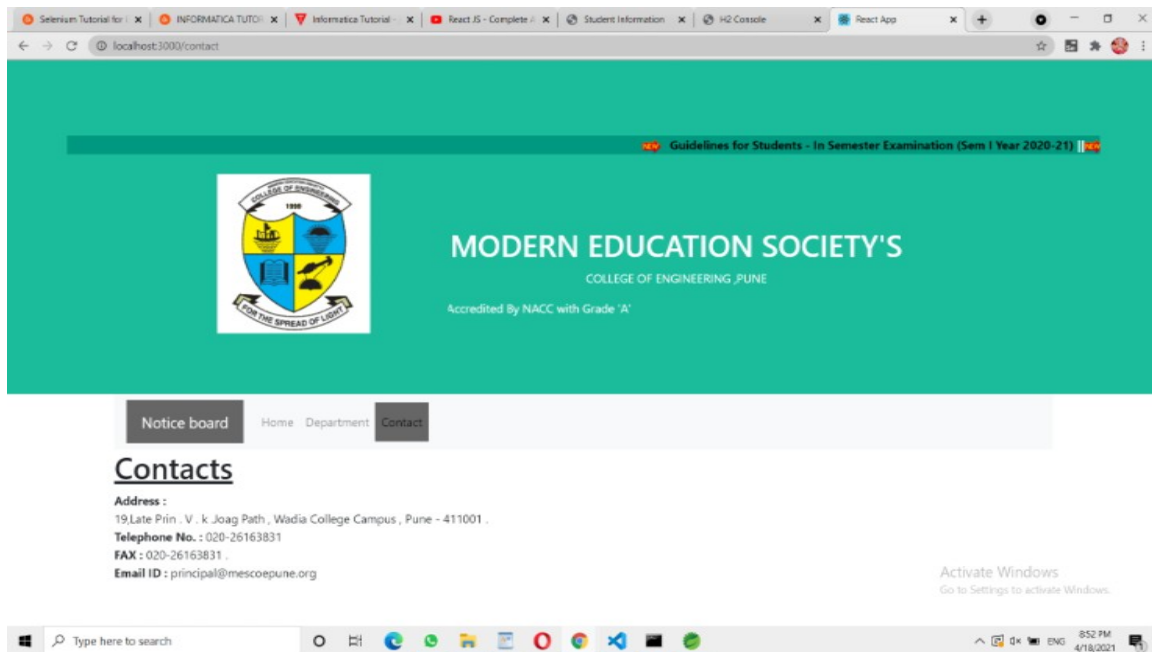 Selenium Tutorial for
INFORMATICA TUTOR
Informatica Tutorial -
React JS - Complete
Student Information
H2 Console
React App
localhost:3000/contact
NEW Guidelines for Students - In Semester Examination (Sem I Year 2020-21) ||NEW
COLLEGE OF ENGINEERING
1999
FOR THE SPREAD OF LIGHT
MODERN EDUCATION SOCIETY'S
COLLEGE OF ENGINEERING ,PUNE
Accredited By NACC with Grade 'A'
Notice board Home Department Contact
Contacts
Address :
19,Late Prin . V . k .Joag Path , Wadia College Campus , Pune - 411001 .
Telephone No. : 020-26163831
FAX : 020-26163831 .
Email ID : principal@mescoepune.org
Activate Windows
Go to Settings to activate Windows.
Type here to search
ENG
8:52 PM
4/18/2021